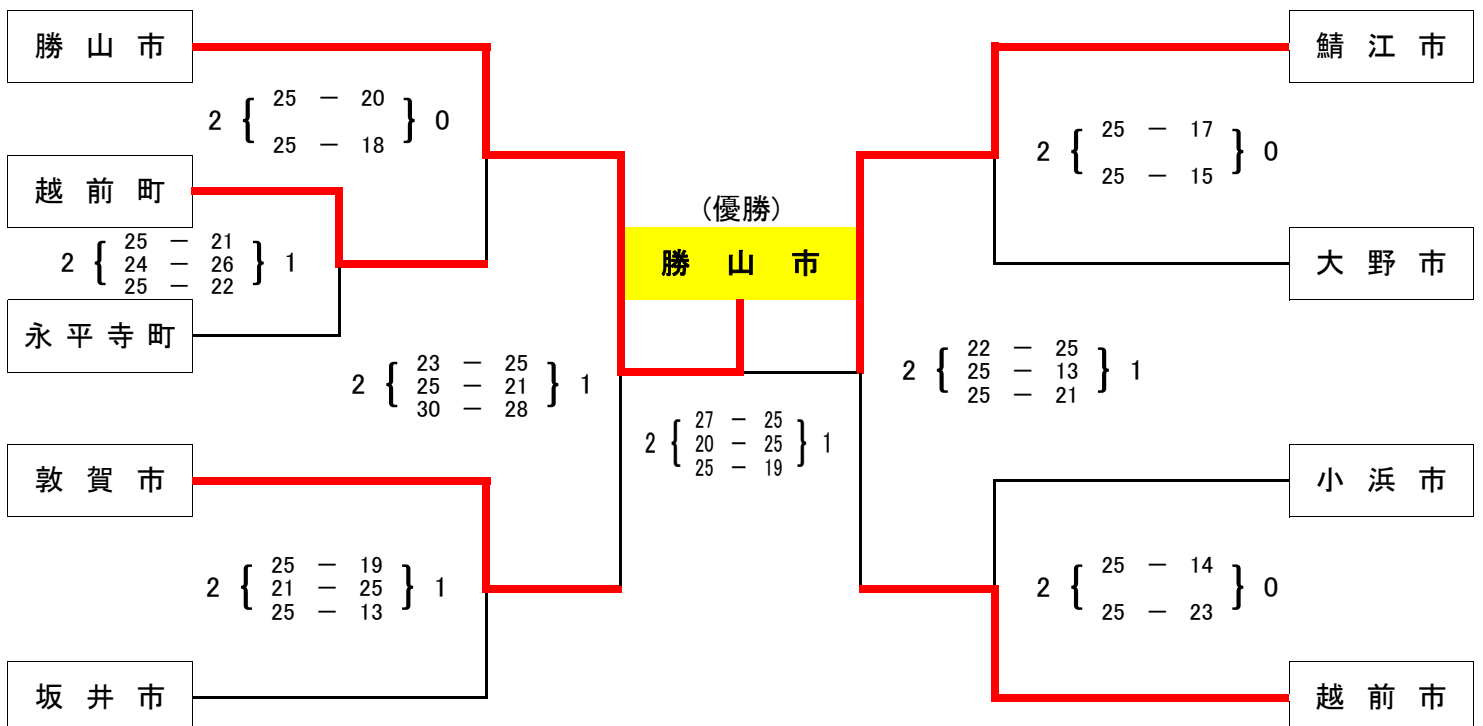 勝山市
2 { 25 － 20 } 0
25 － 18
越前町
2 { 25 － 21
24 － 26 } 1
25 － 22
永平寺町
敦賀市
2 { 25 － 19
21 － 25 } 1
25 － 13
坂井市
2 { 23 － 25
25 － 21 } 1
30 － 28
(優勝)
勝山市
2 { 27 － 25
20 － 25 } 1
25 － 19
鯖江市
2 { 25 － 17 } 0
25 － 15
大野市
2 { 22 － 25
25 － 13 } 1
25 － 21
小浜市
2 { 25 － 14 } 0
25 － 23
越前市